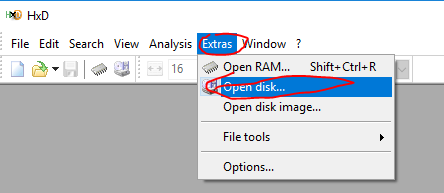 HxD
File Edit Search View Analysis Extras Window ?
16
Open RAM... Shift+Ctrl+R
Open disk...
Open disk image...
File tools
Options...